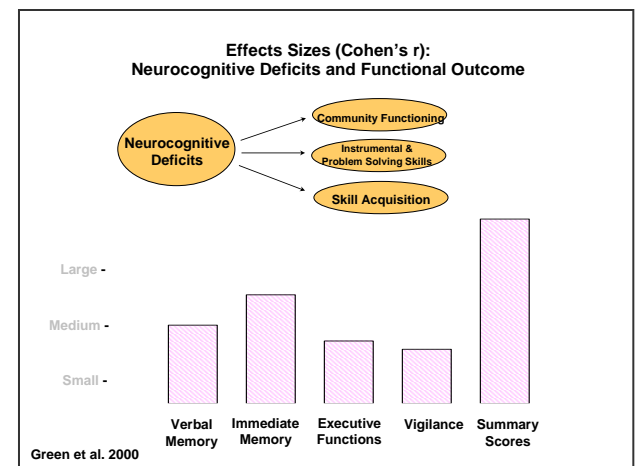 Effects Sizes (Cohen's r):
Neurocognitive Deficits and Functional Outcome
Neurocognitive
Deficits
Community Functioning
Instrumental &
Problem Solving Skills
Skill Acquisition
Large -
Medium -
Small -
Verbal
Memory
Immediate
Memory
Executive
Functions
Vigilance
Summary
Scores
Green et al. 2000